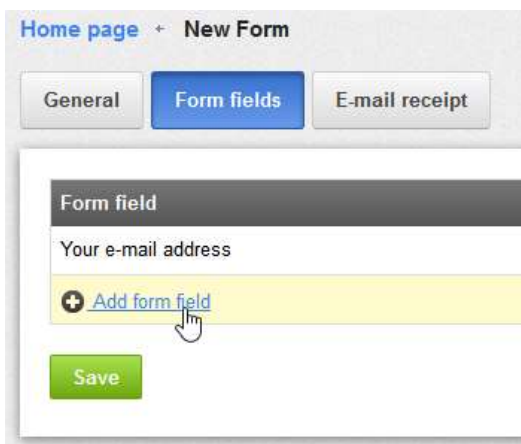 Home page ← New Form
General Form fields E-mail receipt
Form field
Your e-mail address
Add form field
Save